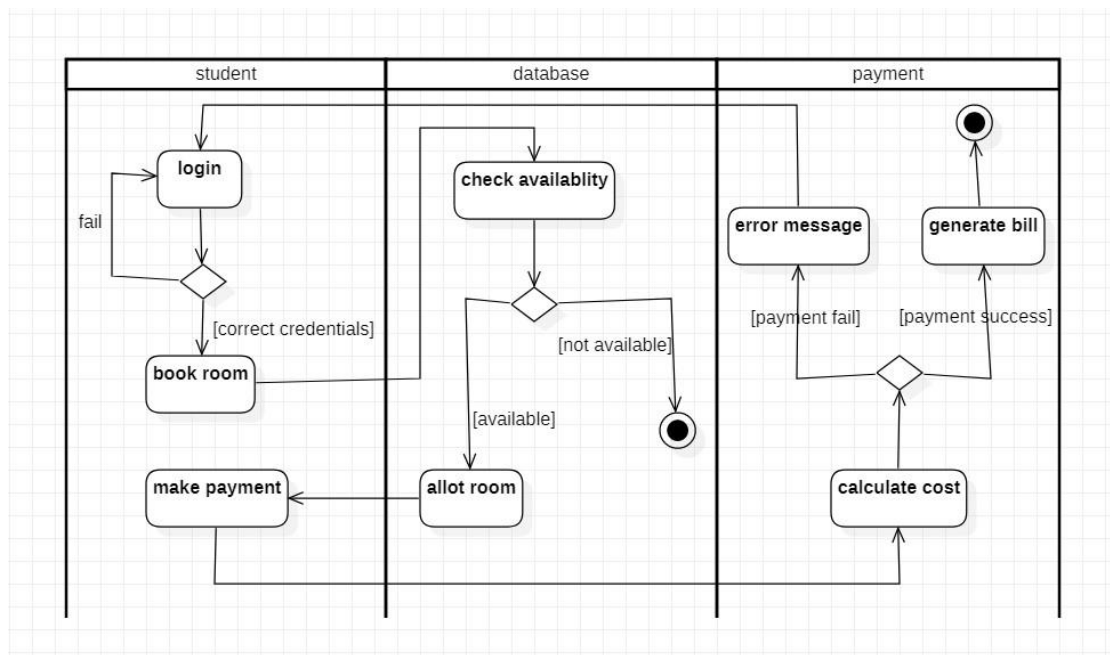 student
database
payment
login
fail
[correct credentials]
book room
make payment
check availablity
[not available]
[available]
allot room
error message
generate bill
[payment fail]
[payment success]
calculate cost